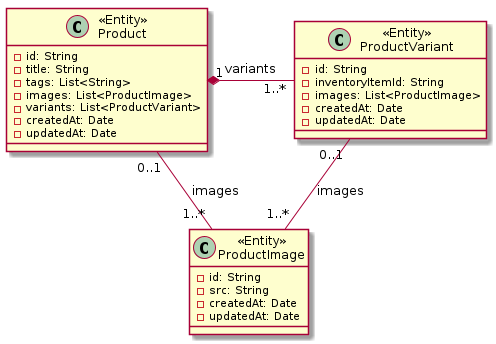 C
«Entity»
Product
id: String
title: String
tags: List<String>
images: List<ProductImage>
variants: List<ProductVariant>
createdAt: Date
updatedAt: Date
1
variants
1..*
C
«Entity»
ProductVariant
id: String
inventoryItemId: String
images: List<ProductImage>
createdAt: Date
updatedAt: Date
0..1
images
1..*
0..1
images
1..*
C
«Entity»
ProductImage
id: String
src: String
createdAt: Date
updatedAt: Date